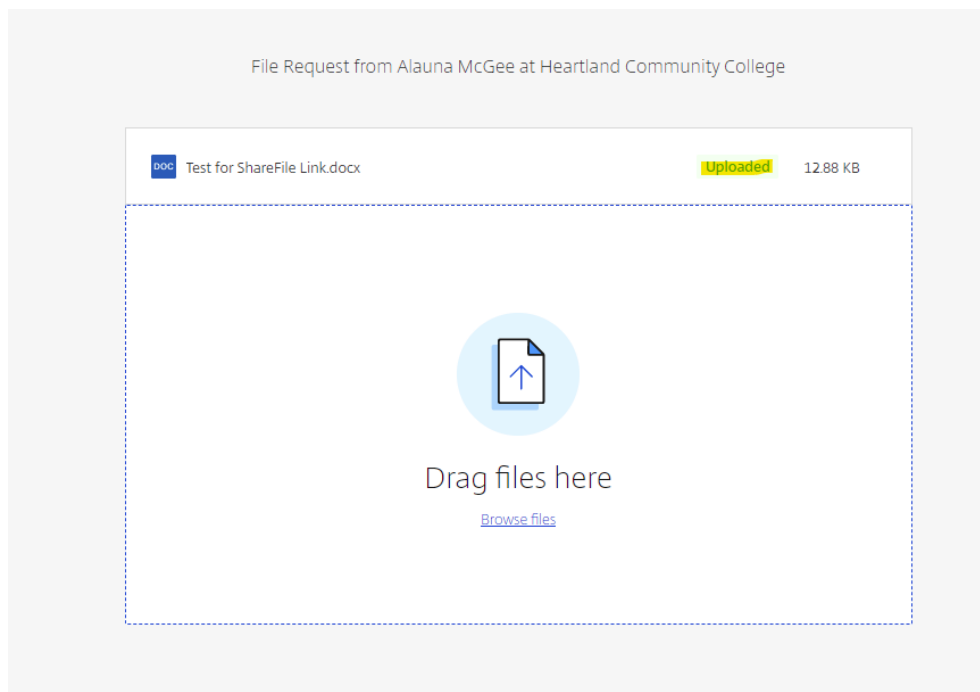 File Request from Alauna McGee at Heartland Community College
DOC Test for ShareFile Link.docx Uploaded 12.88 KB
Drag files here
Browse files